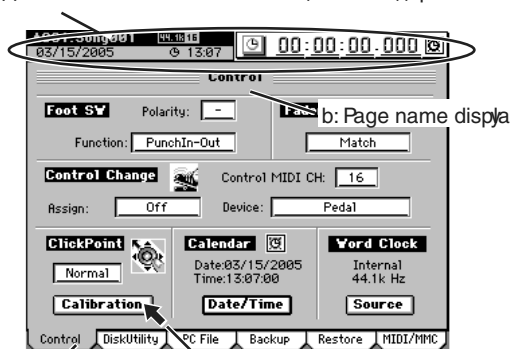 44.1k 16
03/15/2005 13:07 00:00:00.000
Control
Foot SW Polarity: -
b: Page name display
Function: PunchIn-Out Match
Control Change Control MIDI CH: 16
Assign: Off Device: Pedal
ClickPoint Calendar Word Clock
Normal Date:03/15/2005 Internal
Time:13:07:00 44.1k Hz
Calibration Date/Time Source
Control DiskUtility PC File Backup Restore MIDI/MMC